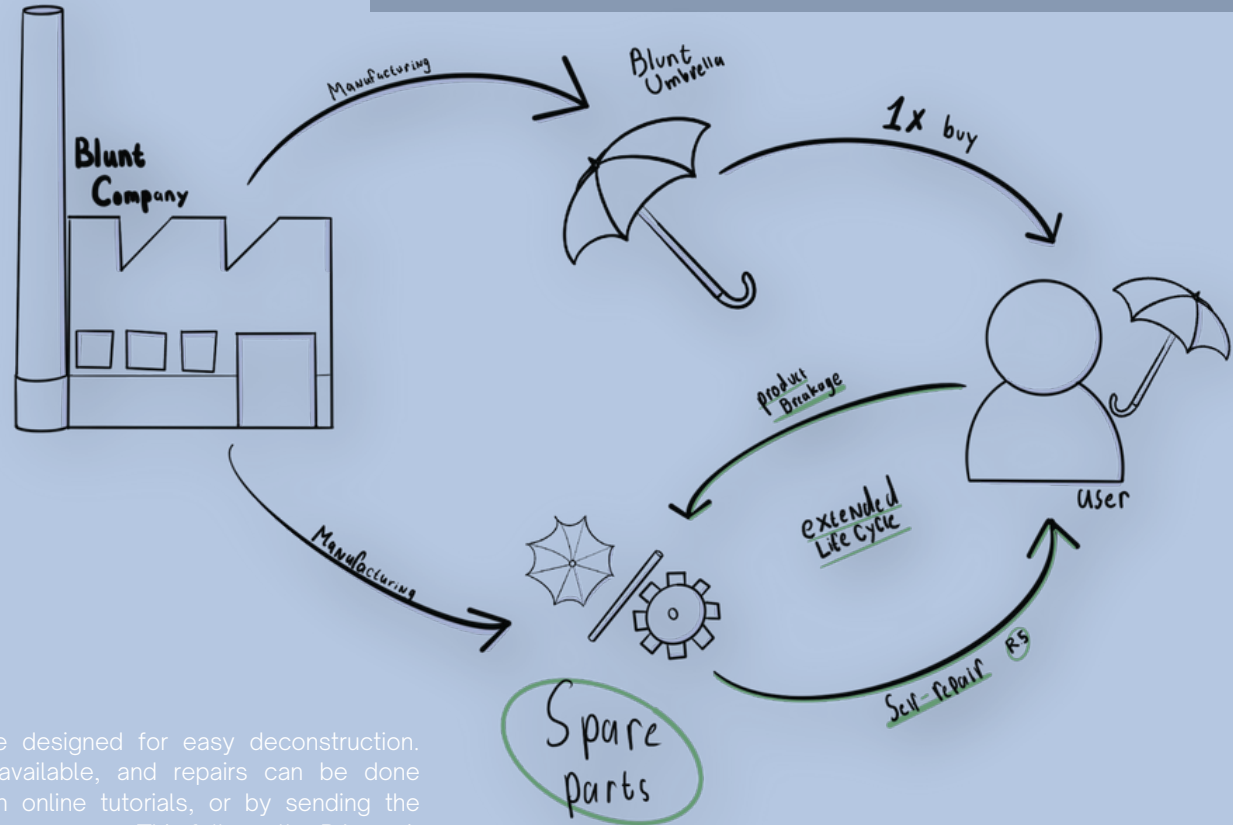 Manufacturing
Blunt
Umbrella
1x buy
Blunt
Company
product
Breakage
extended
Life Cycle
user
Manufacturing
Self-repair R5
Spare
parts
designed for easy deconstruction.
available, and repairs can be done
online tutorials, or by sending the